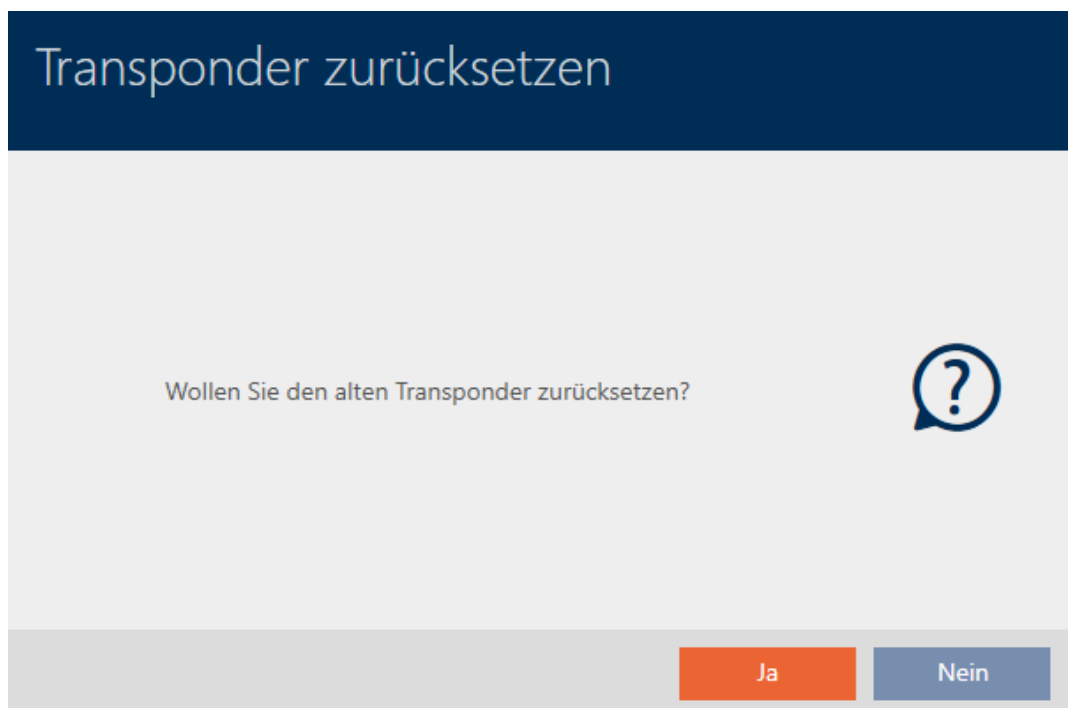 Transponder zurücksetzen
Wollen Sie den alten Transponder zurücksetzen?
?
Ja
Nein